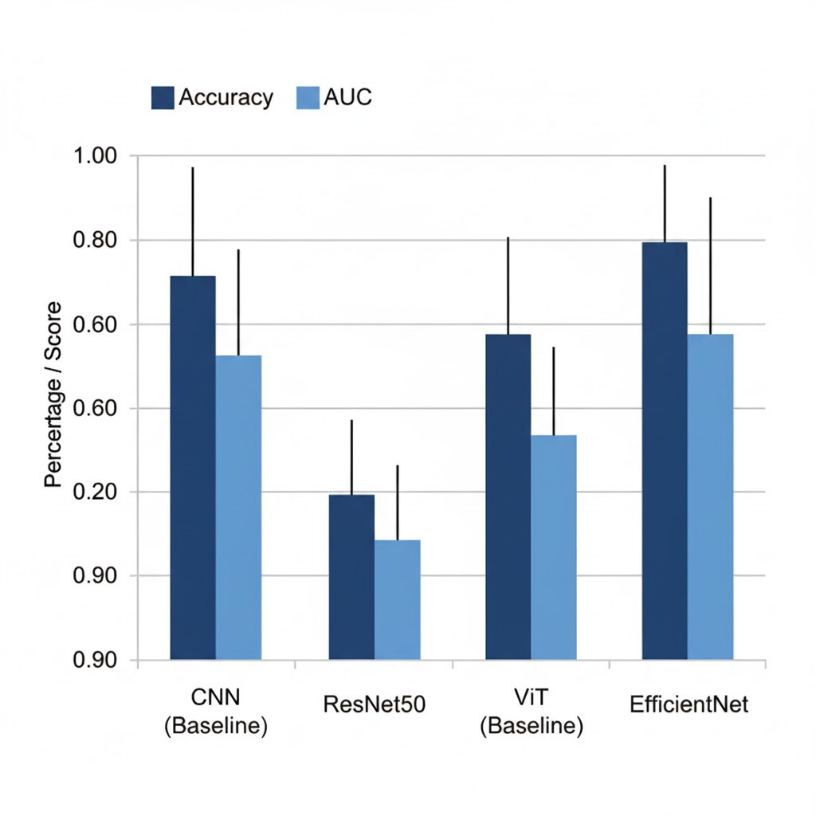 Accuracy AUC
1.00
0.80
0.60
0.60
0.20
0.90
0.90
Percertage / Score
CNN
(Baseline)
ResNet50
ViT
(Baseline)
EfficientNet